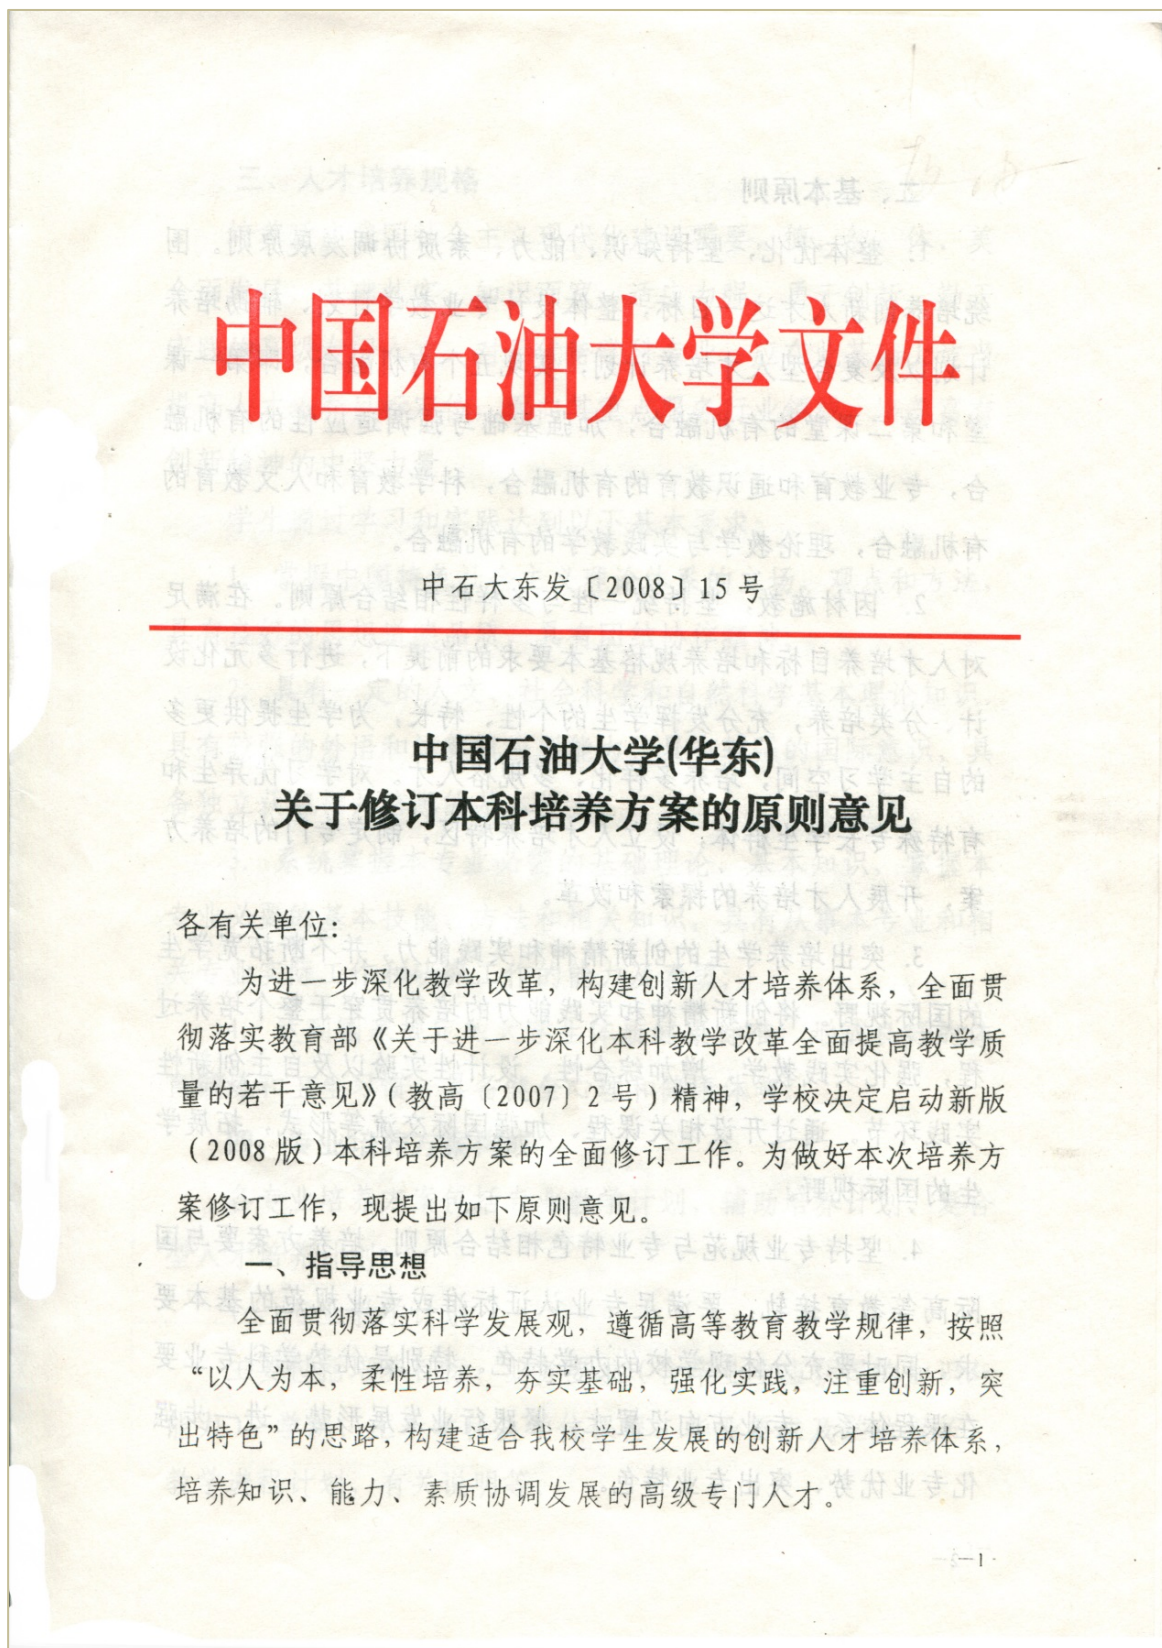 中国石油大学文件
中石大东发〔2008〕15号
中国石油大学(华东)
关于修订本科培养方案的原则意见
各有关单位：
为进一步深化教学改革，构建创新人才培养体系，全面贯
彻落实教育部《关于进一步深化本科教学改革全面提高教学质
量的若干意见》（教高〔2007〕2号）精神，学校决定启动新版
（2008版）本科培养方案的全面修订工作。为做好本次培养方
案修订工作，现提出如下原则意见。
一、指导思想
全面贯彻落实科学发展观，遵循高等教育教学规律，按照
“以人为本，柔性培养，夯实基础，强化实践，注重创新，突
出特色”的思路，构建适合我校学生发展的创新人才培养体系，
培养知识、能力、素质协调发展的高级专门人才。
—1